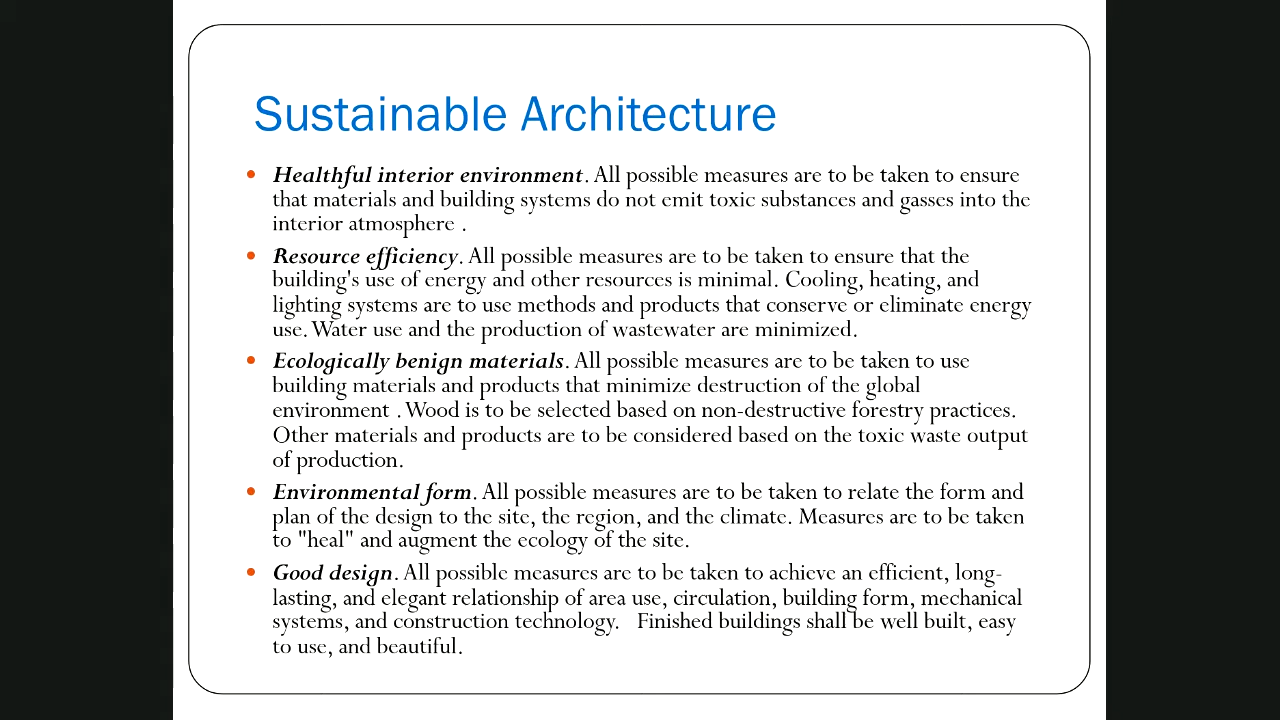 Sustainable Architecture
• Healthful interior environment. All possible measures are to be taken to ensure
that materials and building systems do not emit toxic substances and gasses into the
interior atmosphere .
• Resource efficiency. All possible measures are to be taken to ensure that the
building's use of energy and other resources is minimal. Cooling, heating, and
lighting systems are to use methods and products that conserve or eliminate energy
use. Water use and the production of wastewater are minimized.
• Ecologically benign materials. All possible measures are to be taken to use
building materials and products that minimize destruction of the global
environment . Wood is to be selected based on non-destructive forestry practices.
Other materials and products are to be considered based on the toxic waste output
of production.
• Environmental form. All possible measures are to be taken to relate the form and
plan of the design to the site, the region, and the climate. Measures are to be taken
to "heal" and augment the ecology of the site.
• Good design. All possible measures are to be taken to achieve an efficient, long-
lasting, and elegant relationship of area use, circulation, building form, mechanical
systems, and construction technology.   Finished buildings shall be well built, easy
to use, and beautiful.